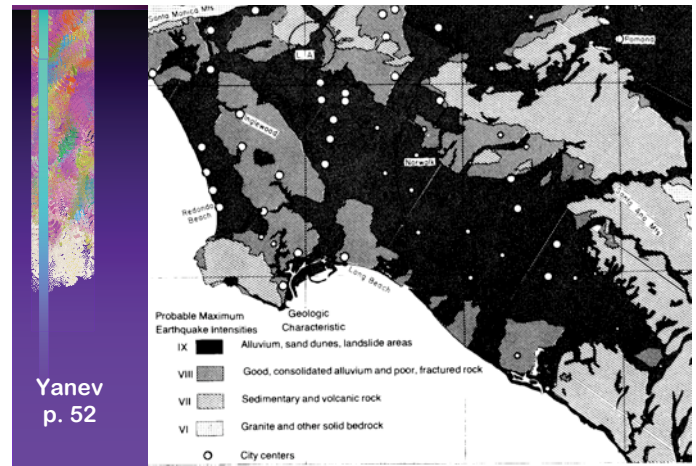 Santa Monica Mts
L.A.
Pomona
Inglewood
Norwalk
Redondo
Beach
Santa Ana Mts
Long Beach
Probable Maximum
Earthquake Intensities
Geologic
Characteristic
IX Alluvium, sand dunes, landslide areas
VIII Good, consolidated alluvium and poor, fractured rock
VII Sedimentary and volcanic rock
VI Granite and other solid bedrock
City centers
Yanev
p. 52